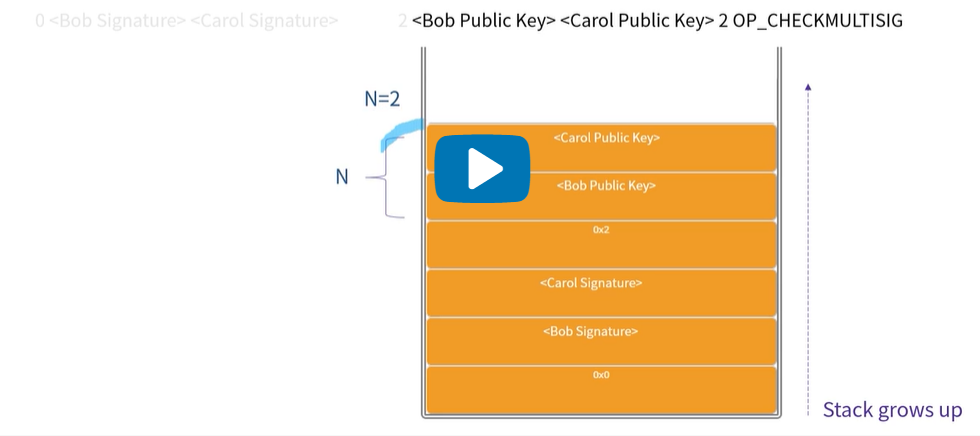 0 <Bob Signature> <Carol Signature> 2 <Bob Public Key> <Carol Public Key> 2 OP_CHECKMULTISIG
N=2
<Carol Public Key>
N
<Bob Public Key>
0x2
<Carol Signature>
<Bob Signature>
0x0
Stack grows up